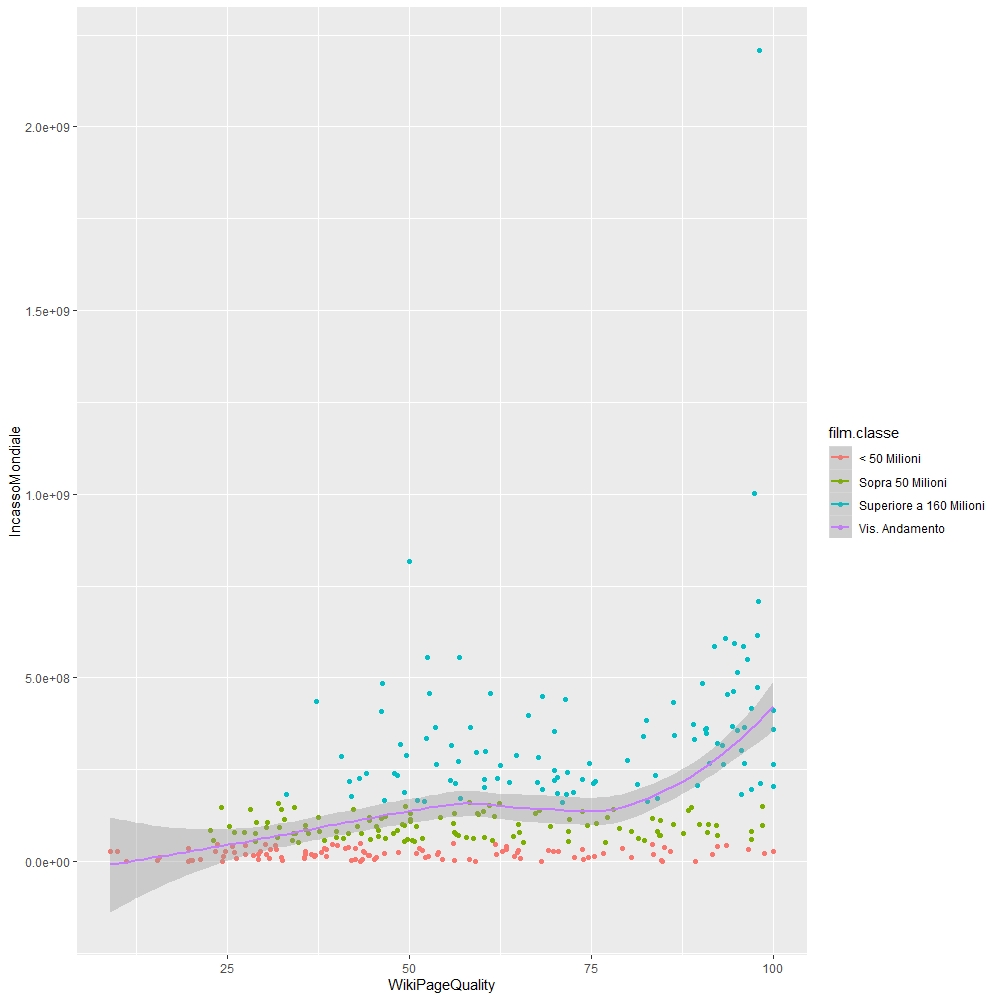 2.0e+09
1.5e+09
1.0e+09
5.0e+08
0.0e+00
IncassoMondiale
25 50 75 100
WikiPageQuality
film.classe
< 50 Milioni
Sopra 50 Milioni
Superiore a 160 Milioni
Vis. Andamento